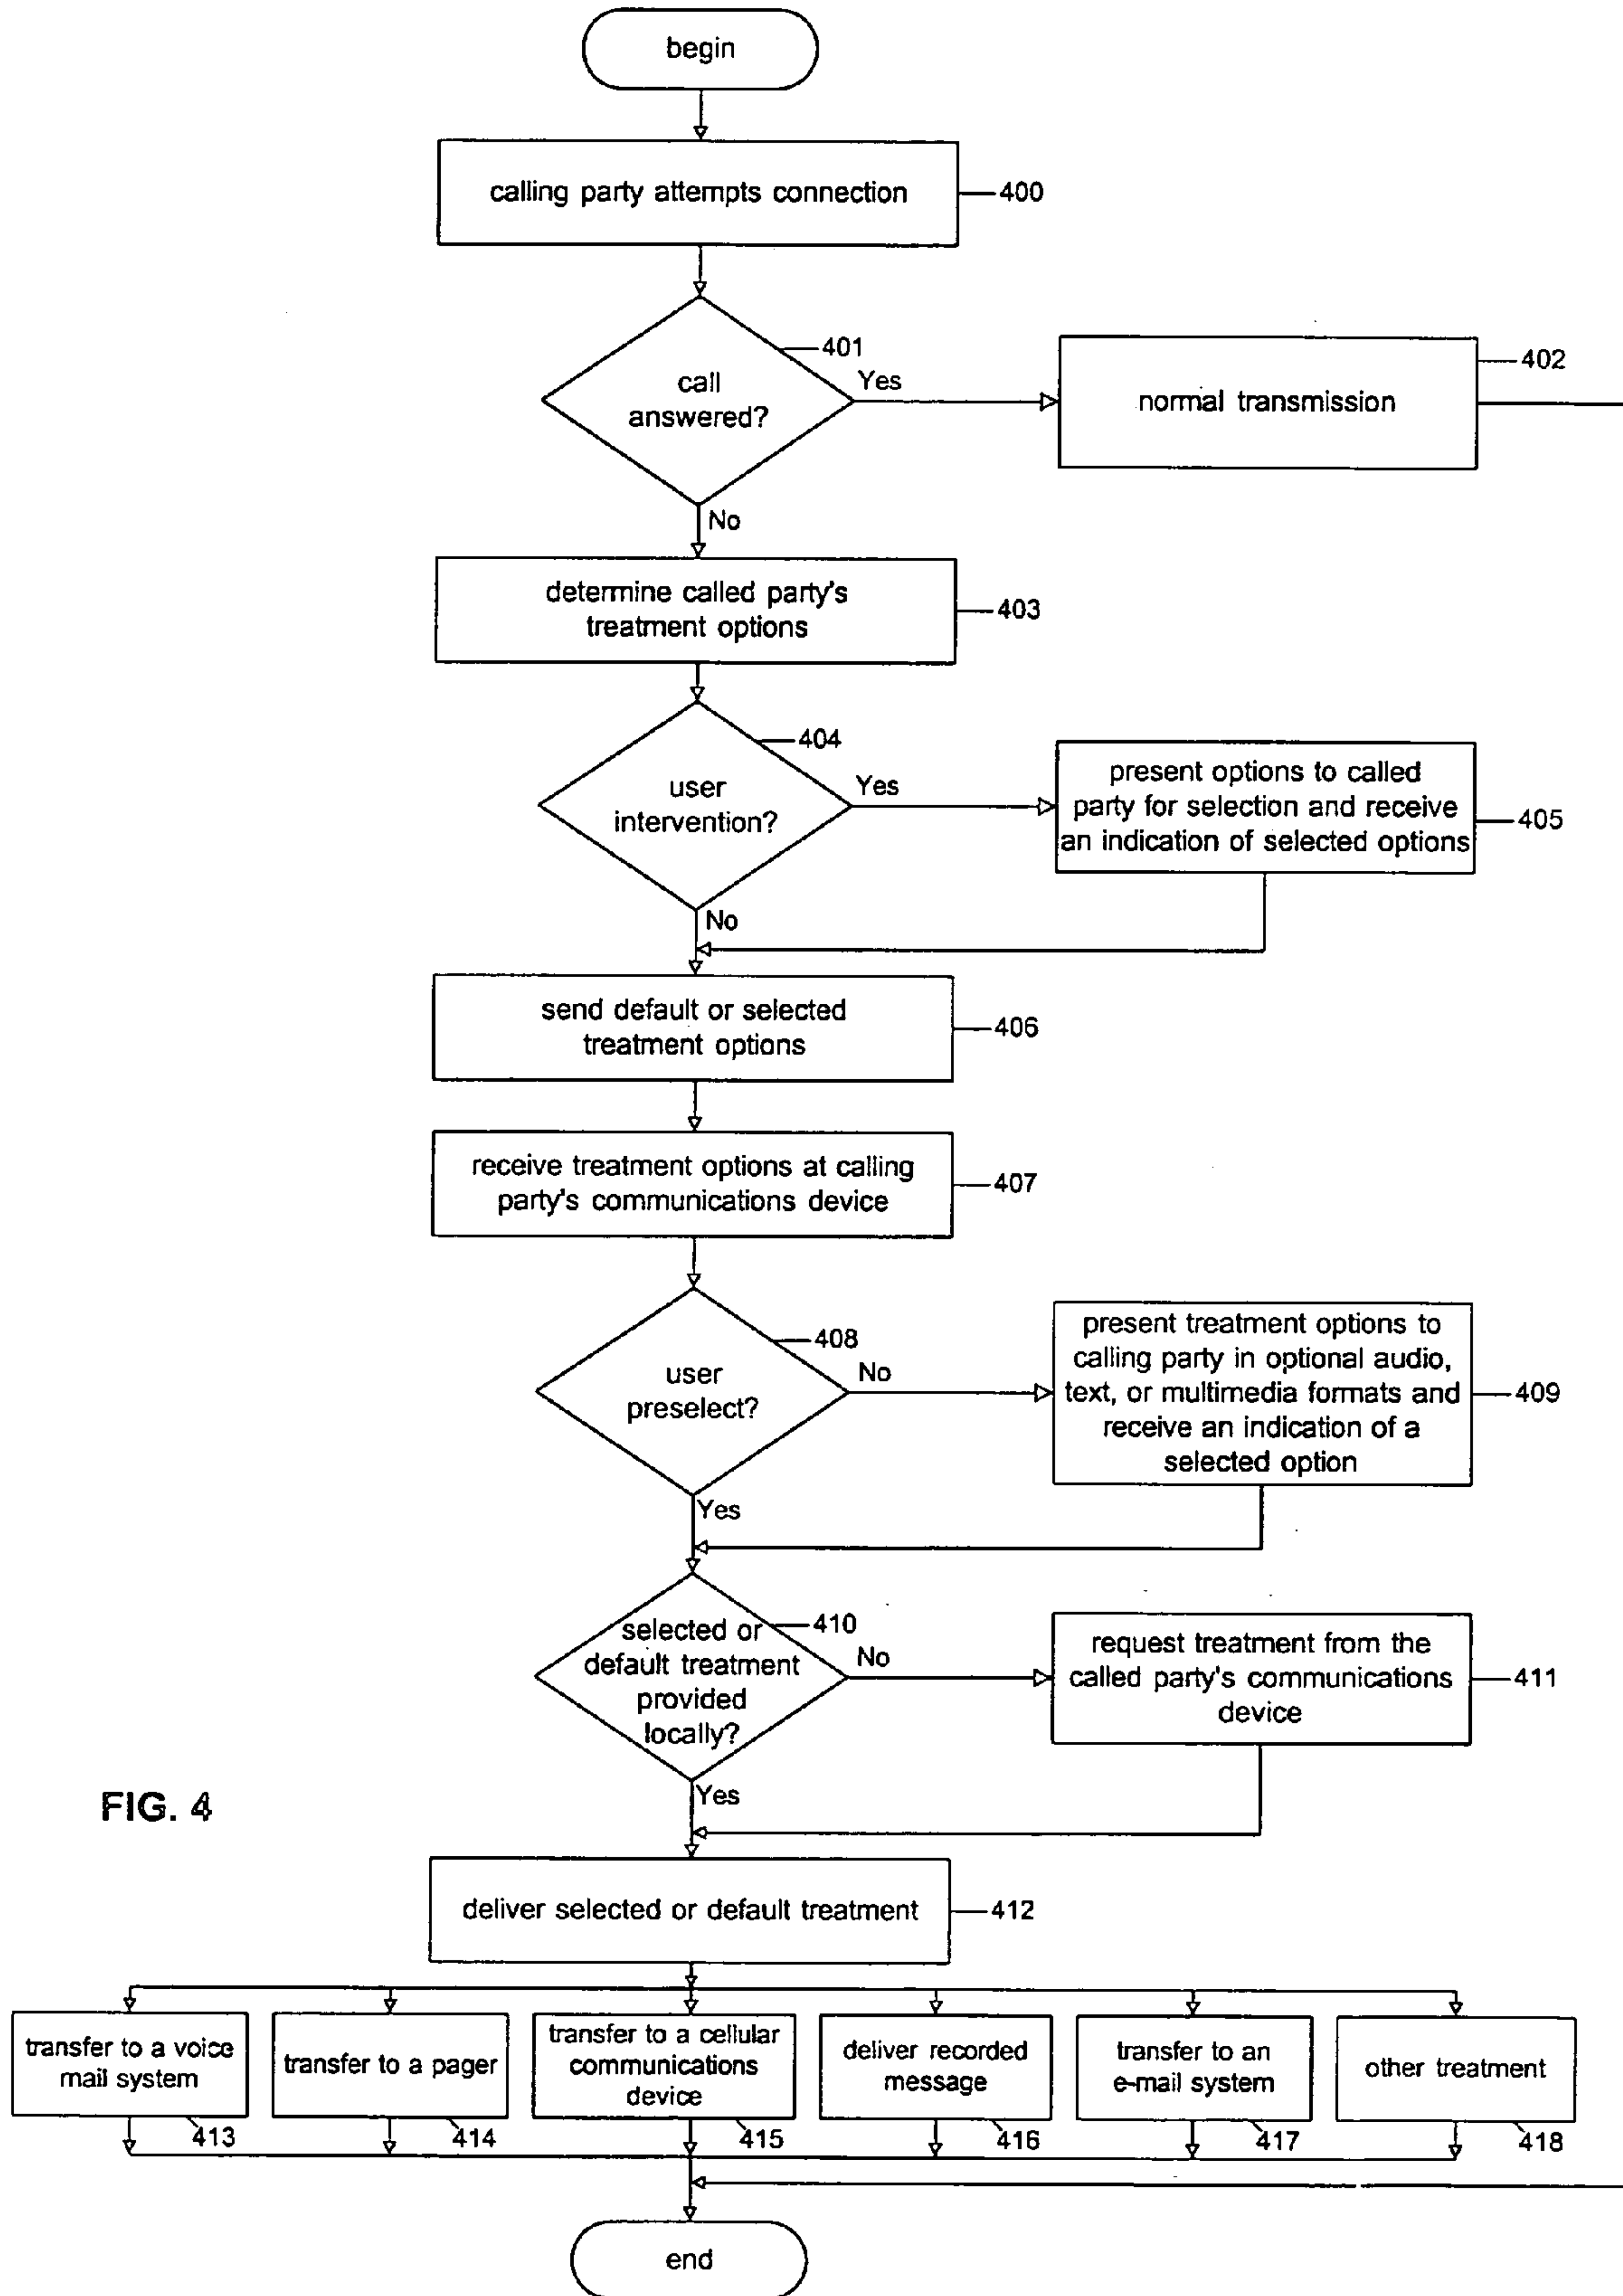 begin
calling party attempts connection
400
401
call
answered?
Yes
normal transmission
402
No
determine called party's
treatment options
403
404
user
intervention?
Yes
present options to called
party for selection and receive
an indication of selected options
405
No
send default or selected
treatment options
406
receive treatment options at calling
party's communications device
407
408
user
preselect?
No
present treatment options to
calling party in optional audio,
text, or multimedia formats and
receive an indication of a
selected option
409
Yes
410
selected or
default treatment
provided
locally?
No
request treatment from the
called party's communications
device
411
Yes
FIG. 4
deliver selected or default treatment
412
transfer to a voice
mail system
413
transfer to a pager
414
transfer to a cellular
communications
device
415
deliver recorded
message
416
transfer to an
e-mail system
417
other treatment
418
end